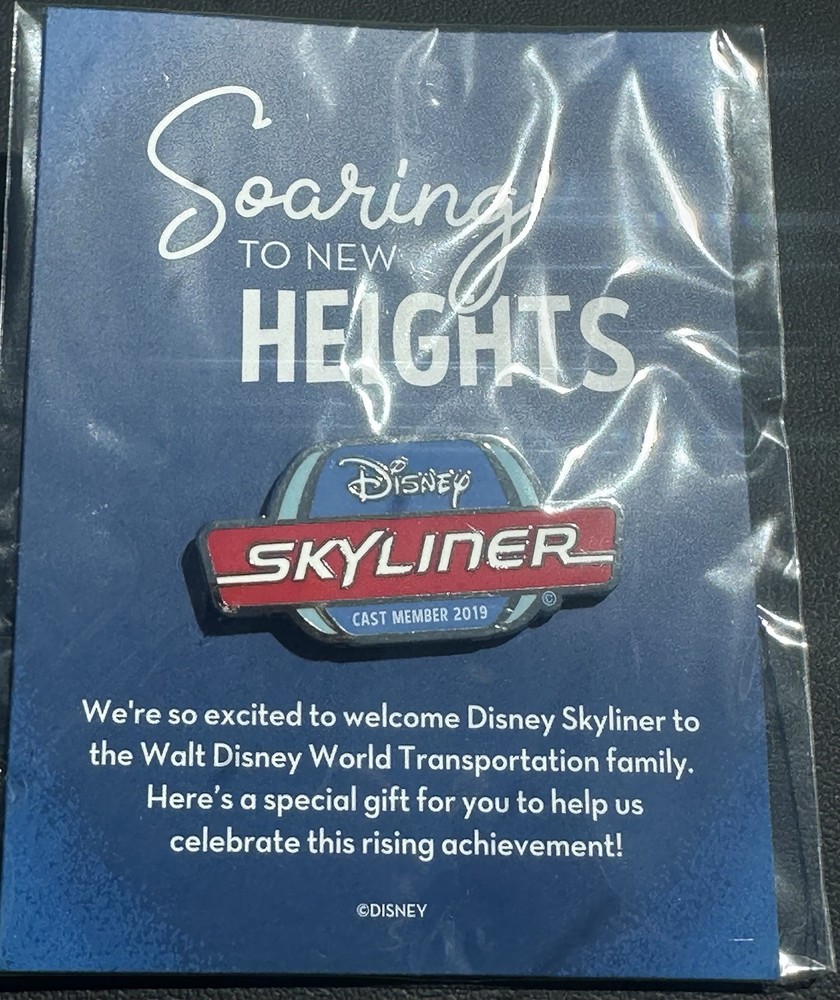 Soaring
TO NEW
HEIGHTS
Disney
SKYLINER
©
CAST MEMBER 2019
We're so excited to welcome Disney Skyliner to
the Walt Disney World Transportation family.
Here's a special gift for you to help us
celebrate this rising achievement!
©DISNEY